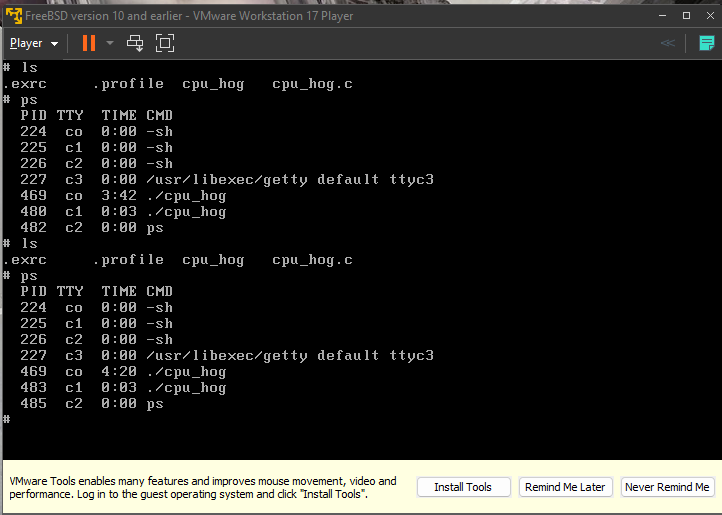 FreeBSD version 10 and earlier - VMware Workstation 17 Player
Player
# ls
.exrc     .profile  cpu_hog   cpu_hog.c
# ps
  PID TTY  TIME CMD
  224  co  0:00 -sh
  225  c1  0:00 -sh
  226  c2  0:00 -sh
  227  c3  0:00 /usr/libexec/getty default ttyc3
  469  co  3:42 ./cpu_hog
  480  c1  0:03 ./cpu_hog
  482  c2  0:00 ps
# ls
.exrc     .profile  cpu_hog   cpu_hog.c
# ps
  PID TTY  TIME CMD
  224  co  0:00 -sh
  225  c1  0:00 -sh
  226  c2  0:00 -sh
  227  c3  0:00 /usr/libexec/getty default ttyc3
  469  co  4:20 ./cpu_hog
  483  c1  0:03 ./cpu_hog
  485  c2  0:00 ps
#
VMware Tools enables many features and improves mouse movement, video and
performance. Log in to the guest operating system and click "Install Tools".
Install Tools
Remind Me Later
Never Remind Me